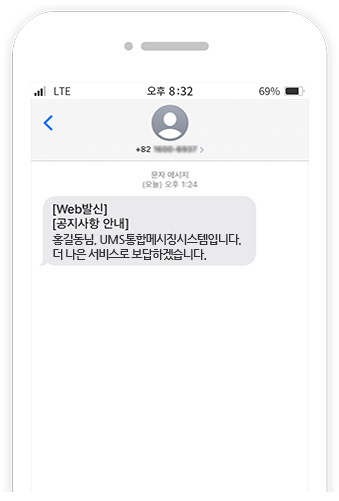 LTE 오후 8:32 69%
+82 >
문자 메시지
(오늘) 오후 1:24
[Web발신]
[공지사항 안내]
홍길동님, UMS통합메시징시스템입니다.
더 나은 서비스로 보답하겠습니다.